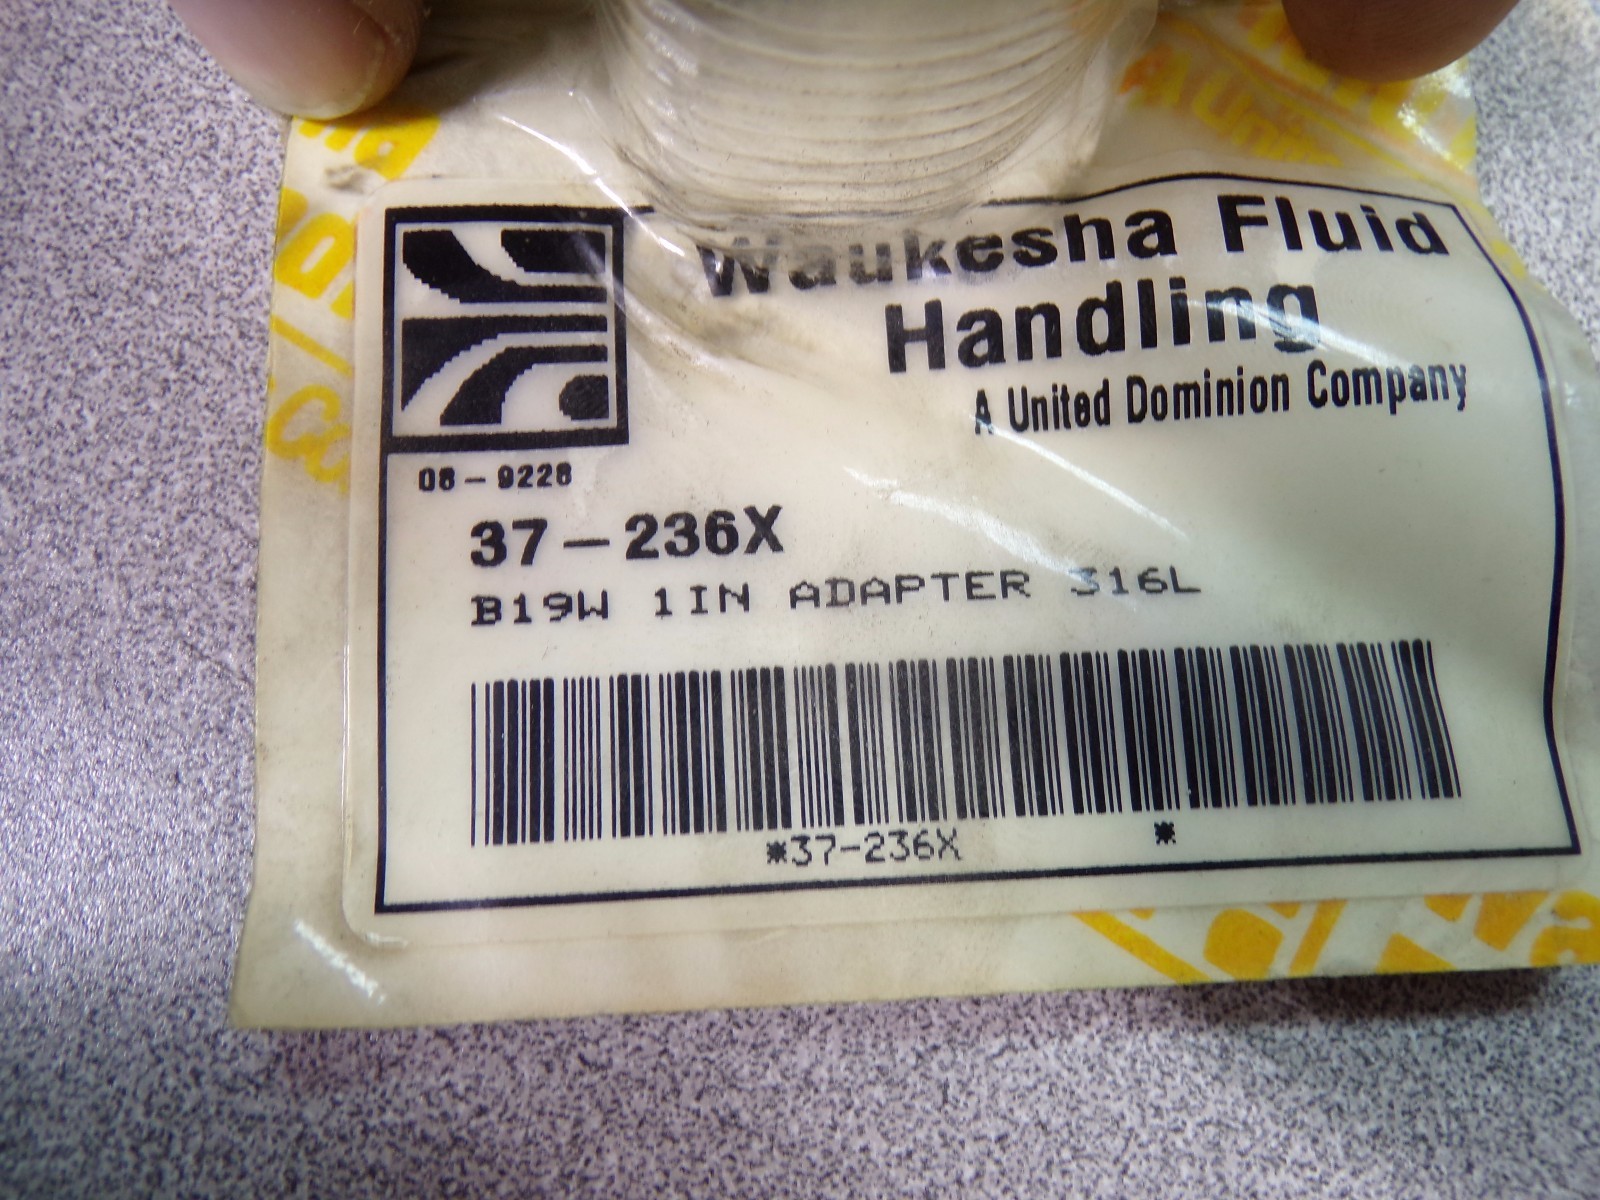 Waukesha Fluid
Handling
A United Dominion Company
08-9228
37-236X
B19W 1IN ADAPTER 316L
*37-236X *